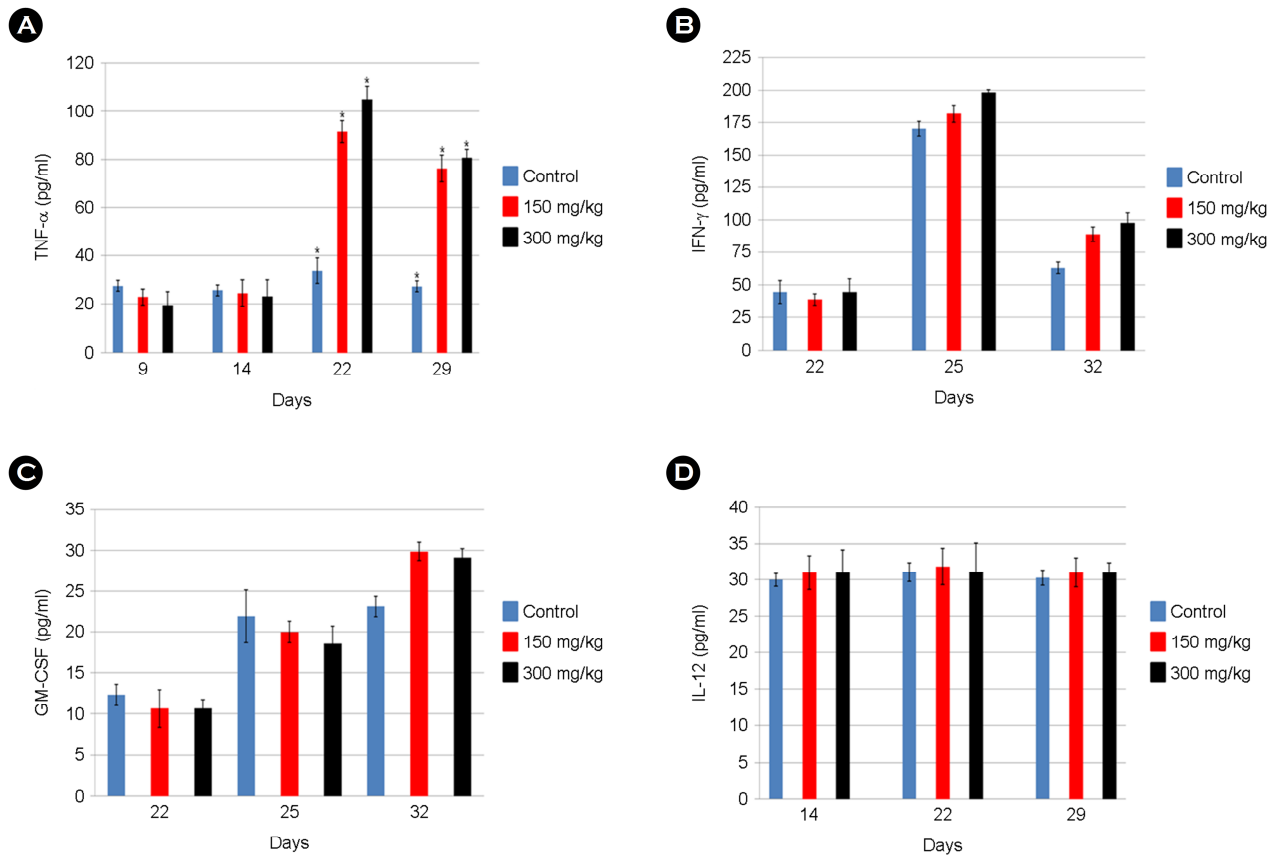 A
TNF-α (pg/ml)
120
100
80
60
40
20
0
* * * * * *
9 14 22 29
Days
Control
150 mg/kg
300 mg/kg
B
IFN-γ (pg/ml)
225
200
175
150
125
100
75
50
25
0
22 25 32
Days
Control
150 mg/kg
300 mg/kg
C
GM-CSF (pg/ml)
35
30
25
20
15
10
5
0
22 25 32
Days
Control
150 mg/kg
300 mg/kg
D
IL-12 (pg/ml)
40
35
30
25
20
15
10
5
0
14 22 29
Days
Control
150 mg/kg
300 mg/kg